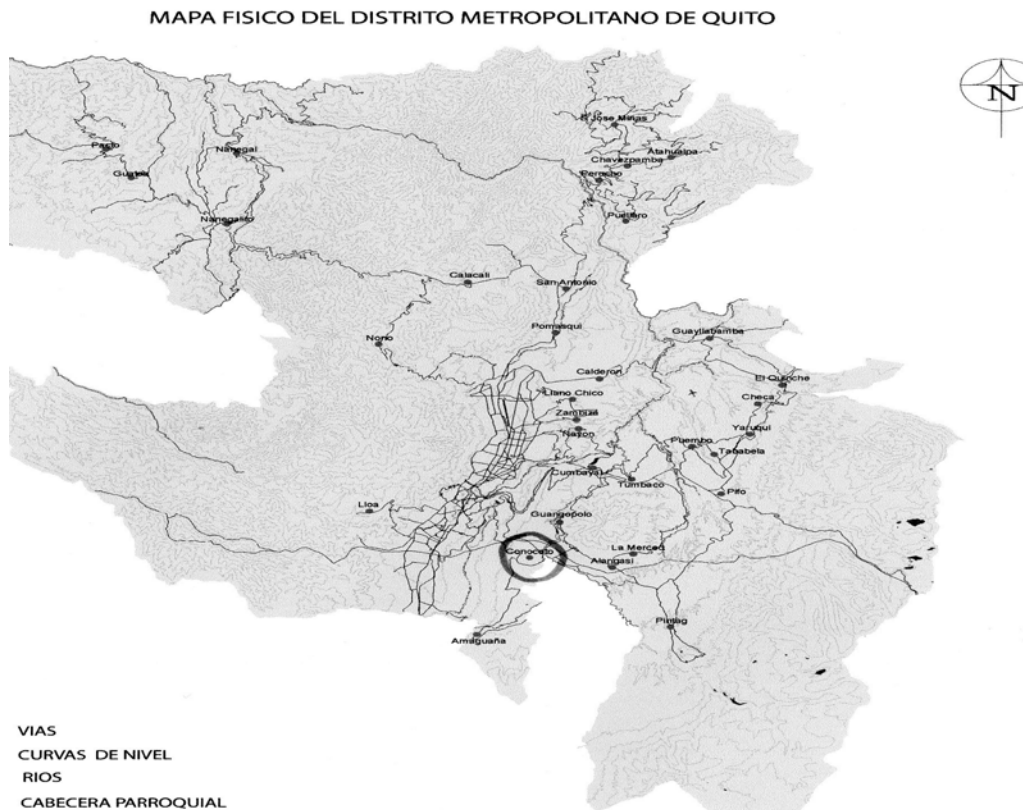 MAPA FISICO DEL DISTRITO METROPOLITANO DE QUITO
N
S Jose Minas
Pacto
Nanegal
Atahualpa
Chavezpamba
Perucho
Gualea
Puellaro
Nanegalito
Calacali
San Antonio
Pomasqui
Guayllabamba
Nono
Calderon
El Quinche
Llano Chico
Checa
Zambiza
Nayon
Yaruqui
Puembo
Tababela
Cumbaya
Tumbaco
Pifo
Lloa
Guangopolo
Conocoto
La Merced
Alangasi
Pintag
Amaguaña
VIAS
CURVAS DE NIVEL
RIOS
CABECERA PARROQUIAL